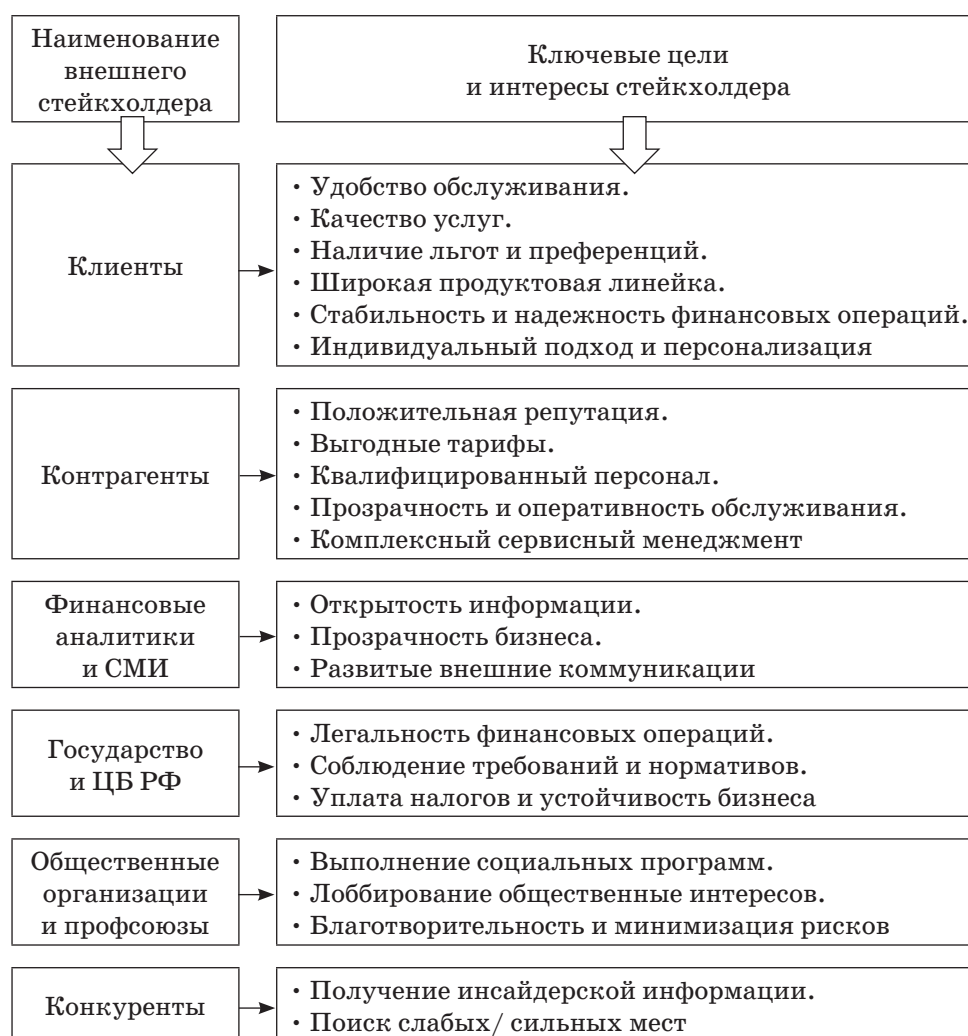 Наименование
внешнего
стейкхолдера
Ключевые цели
и интересы стейкхолдера
Клиенты
• Удобство обслуживания.
• Качество услуг.
• Наличие льгот и преференций.
• Широкая продуктовая линейка.
• Стабильность и надежность финансовых операций.
• Индивидуальный подход и персонализация
Контрагенты
• Положительная репутация.
• Выгодные тарифы.
• Квалифицированный персонал.
• Прозрачность и оперативность обслуживания.
• Комплексный сервисный менеджмент
Финансовые
аналитики
и СМИ
• Открытость информации.
• Прозрачность бизнеса.
• Развитые внешние коммуникации
Государство
и ЦБ РФ
• Легальность финансовых операций.
• Соблюдение требований и нормативов.
• Уплата налогов и устойчивость бизнеса
Общественные
организации
и профсоюзы
• Выполнение социальных программ.
• Лоббирование общественные интересов.
• Благотворительность и минимизация рисков
Конкуренты
• Получение инсайдерской информации.
• Поиск слабых/ сильных мест